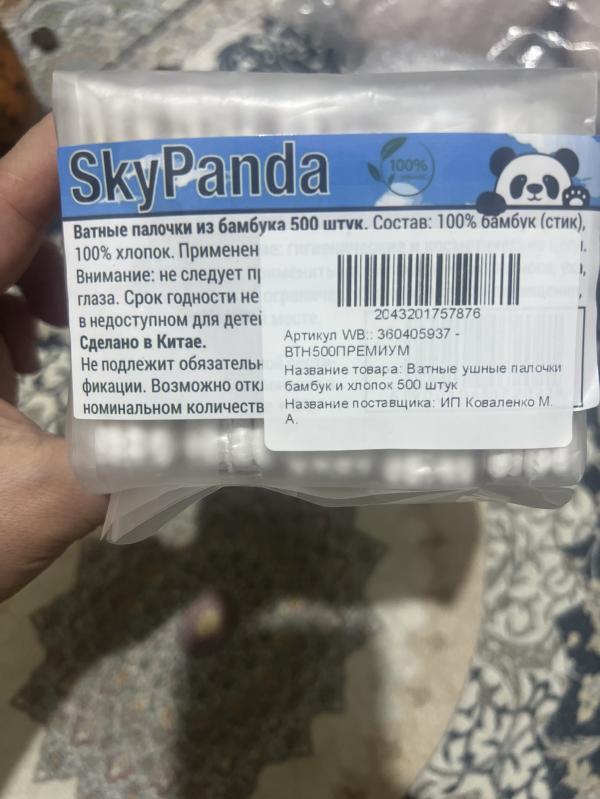 SkyPanda
100%
Ватные палочки из бамбука 500 штук. Состав: 100% бамбук (стик),
100% хлопок. Применен
Внимание: не следует
глаза. Срок годности не
в недоступном для детей месте.
Сделано в Китае.
Не подлежит обязательн
фикации. Возможно откл
номинальном количеств
2043201757876
Артикул WB:: 360405937 -
ВТН500ПРЕМИУМ
Название товара: Ватные ушные палочки
бамбук и хлопок 500 штук
Название поставщика: ИП Коваленко М.
А.